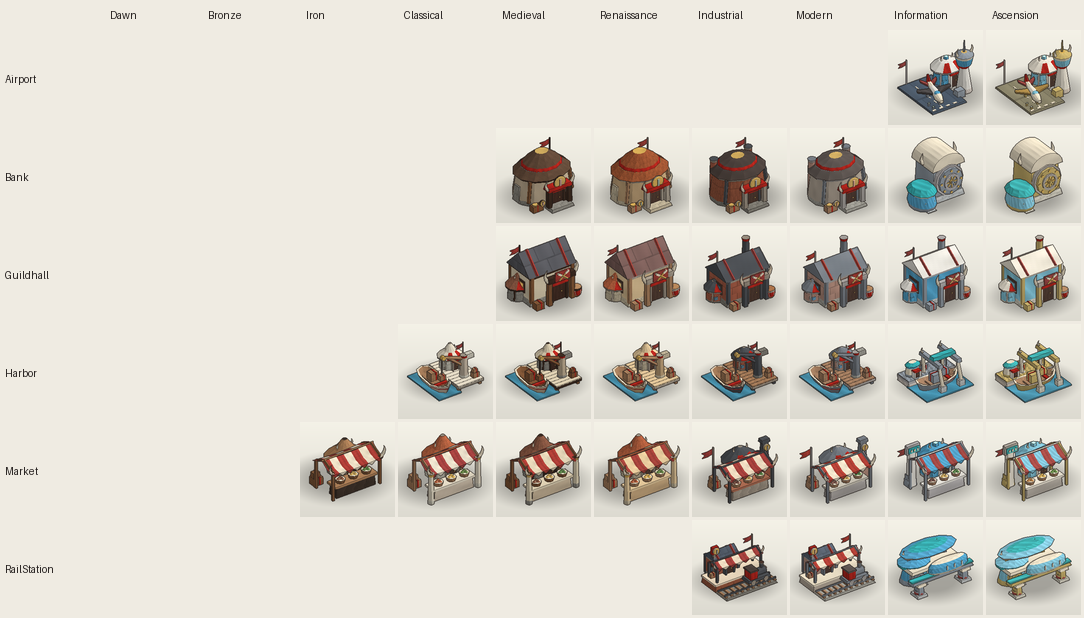 Dawn Bronze Iron Classical Medieval Renaissance Industrial Modern Information Ascension
Airport
Bank
Guildhall
Harbor
Market
RailStation